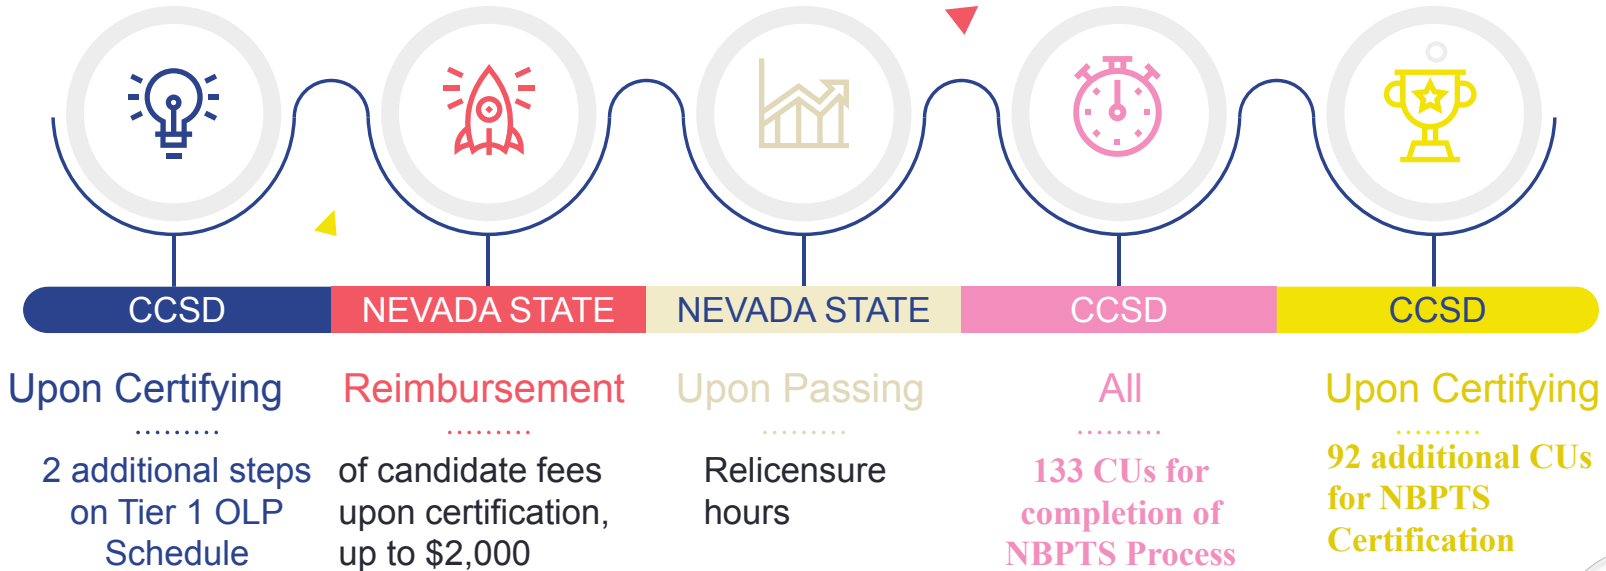 CCSD
NEVADA STATE
NEVADA STATE
CCSD
CCSD
Upon Certifying
2 additional steps
on Tier 1 OLP
Schedule
Reimbursement
of candidate fees
upon certification,
up to $2,000
Upon Passing
Relicensure
hours
All
133 CUs for
completion of
NBPTS Process
Upon Certifying
92 additional CUs
for NBPTS
Certification